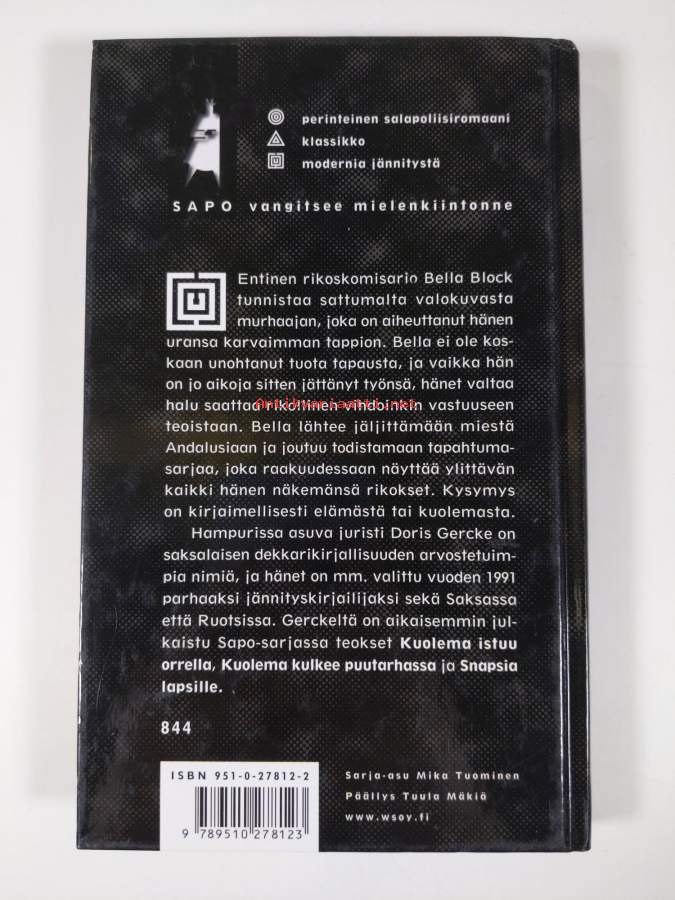 perinteinen salapoliisiromaani
klassikko
modernia jännitystä
SAPO vangitsee mielenkiintonne
Entinen rikoskomisario Bella Block
tunnistaa sattumalta valokuvasta
murhaajan, joka on aiheuttanut hänen
uransa karvaimman tappion. Bella ei ole kos-
kaan unohtanut tuota tapausta, ja vaikka hän
on jo aikoja sitten jättänyt työnsä, hänet valtaa
halu saattaa rikollinen vihdoinkin vastuuseen
Antikvariaatti.net
teoistaan. Bella lähtee jäljittämään miestä
Andalusiaan ja joutuu todistamaan tapahtuma-
sarjaa, joka raakuudessaan näyttää ylittävän
kaikki hänen näkemänsä rikokset. Kysymys
on kirjaimellisesti elämästä tai kuolemasta.
Hampurissa asuva juristi Doris Gercke on
saksalaisen dekkarikirjallisuuden arvostetuim-
pia nimiä, ja hänet on mm. valittu vuoden 1991
parhaaksi jännityskirjailijaksi sekä Saksassa
että Ruotsissa. Gerckeltä on aikaisemmin jul-
kaistu Sapo-sarjassa teokset Kuolema istuu
orrella, Kuolema kulkee puutarhassa ja Snapsia
lapsille.
844
ISBN 951-0-27812-2
9 789510 278123
Sarja-asu Mika Tuominen
Päällys Tuula Mäkiä
www.wsoy.fi